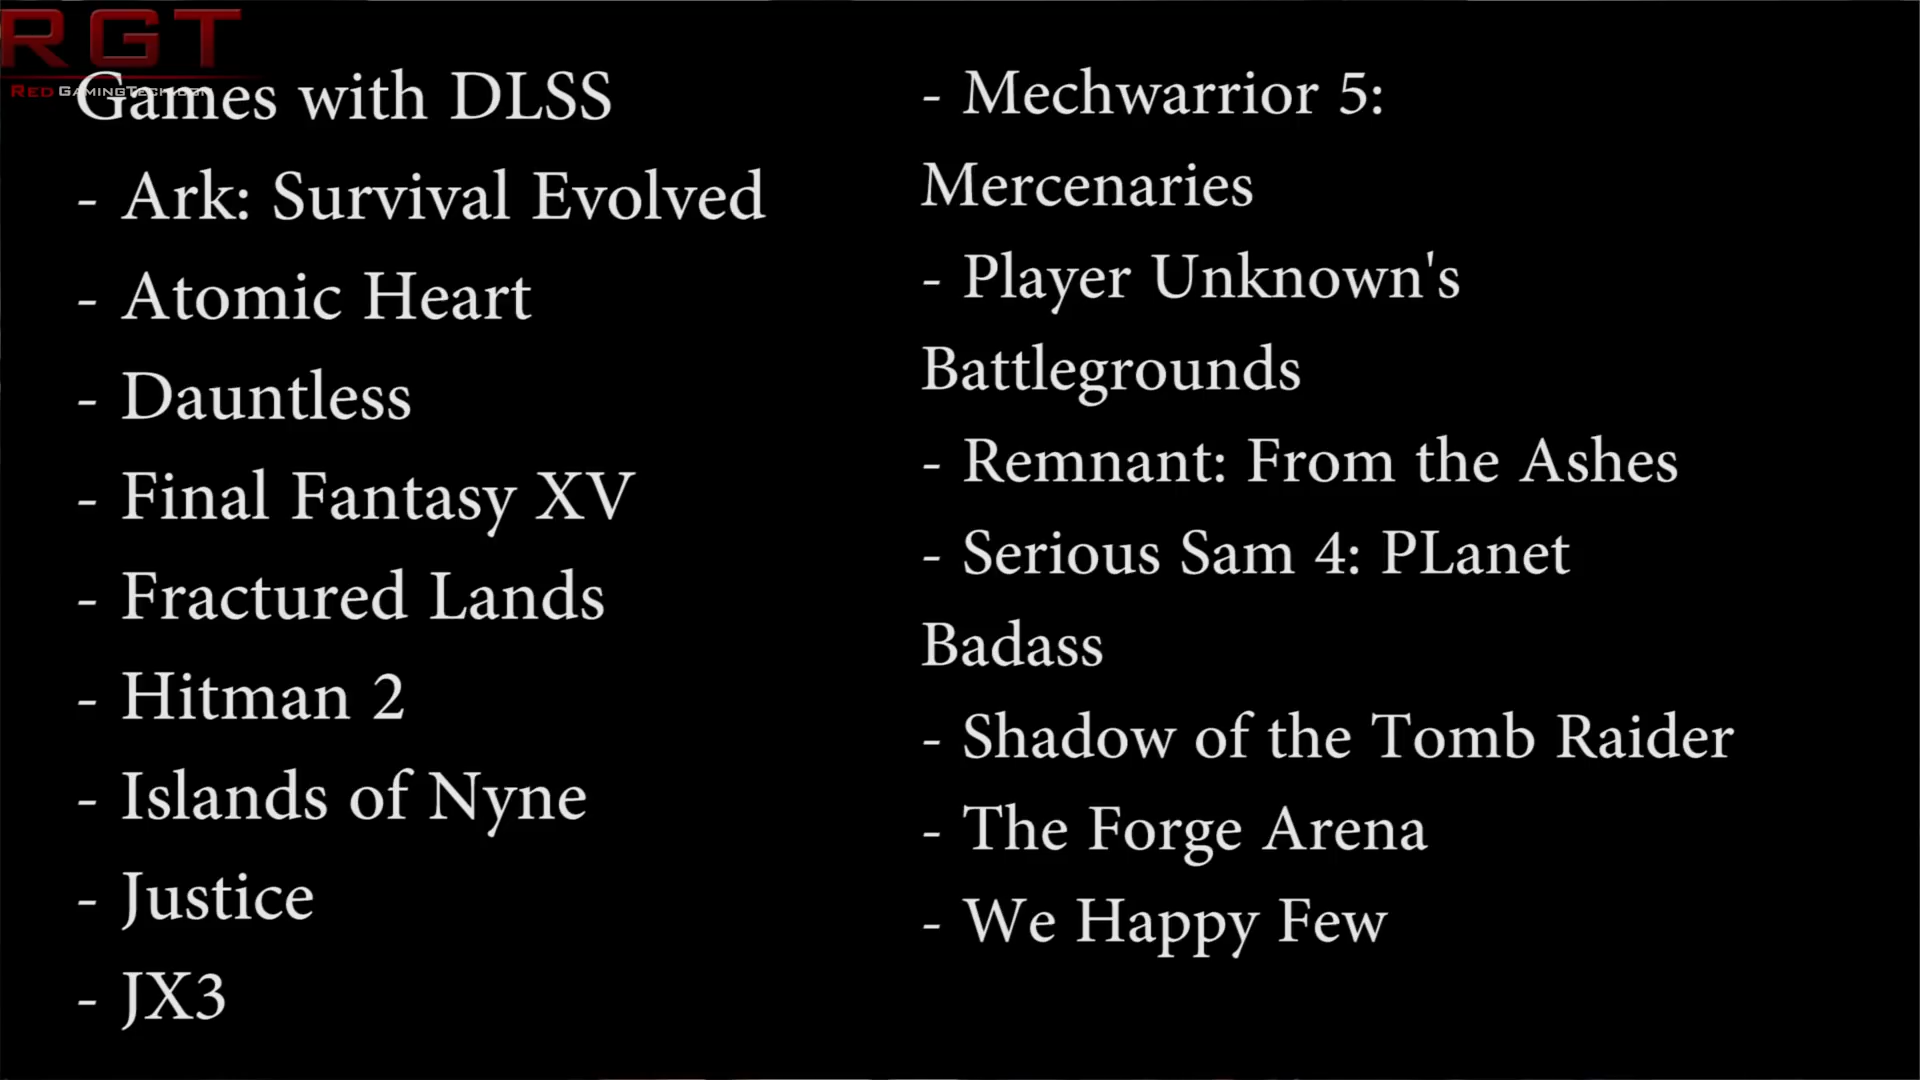 RGT
RedGamingTech.com
Games with DLSS
- Ark: Survival Evolved
- Atomic Heart
- Dauntless
- Final Fantasy XV
- Fractured Lands
- Hitman 2
- Islands of Nyne
- Justice
- JX3
- Mechwarrior 5:
Mercenaries
- Player Unknown's
Battlegrounds
- Remnant: From the Ashes
- Serious Sam 4: PLanet
Badass
- Shadow of the Tomb Raider
- The Forge Arena
- We Happy Few